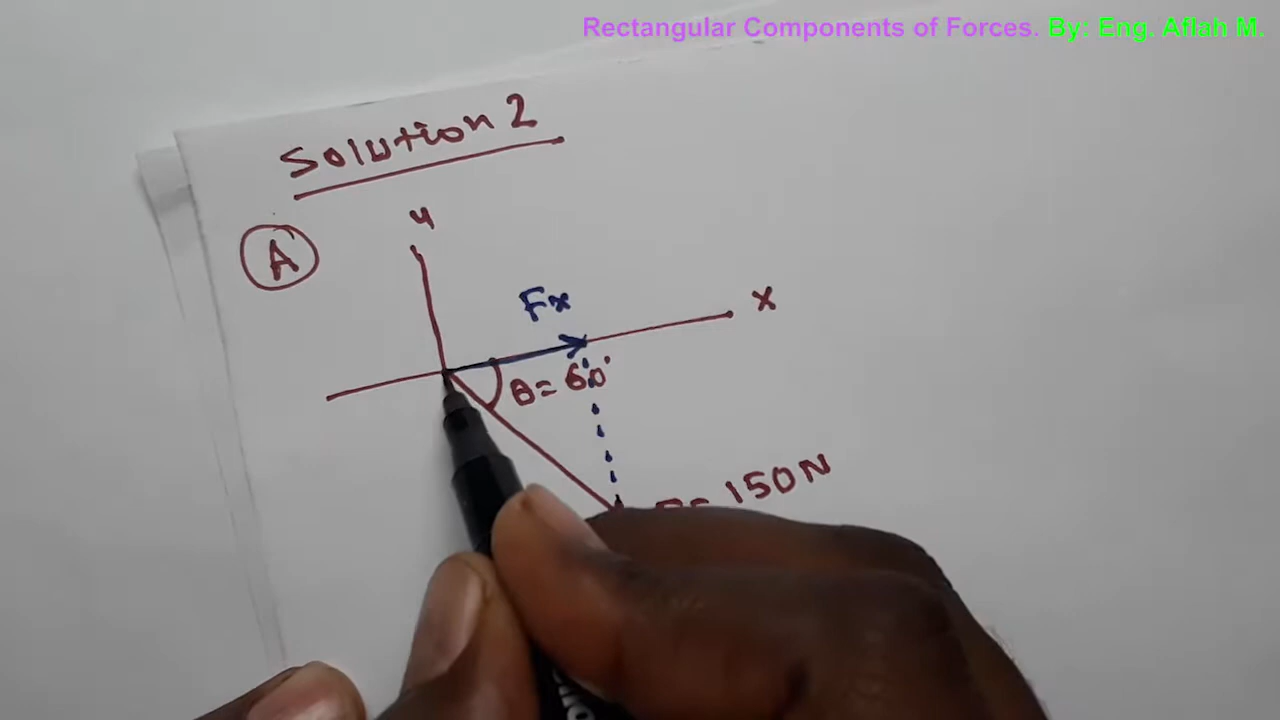 Rectangular Components of Forces. By: Eng. Aflah M.
Solution 2
A
y
Fx
x
θ = 60°
= 150N